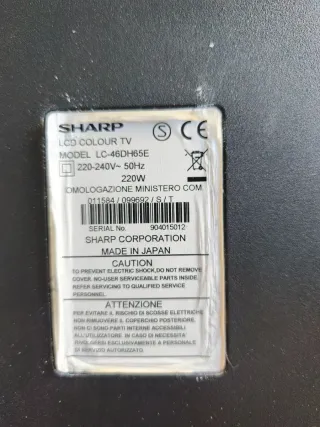 SHARP
LCD COLOUR TV
MODEL LC-46DH65E
220-240V~ 50Hz
220W
OMOLOGAZIONE MINISTERO COM.
011584 / 099692 / S / T
SERIAL No. 904015012
SHARP CORPORATION
MADE IN JAPAN
CAUTION
TO PREVENT ELECTRIC SHOCK,DO NOT REMOVE
COVER. NO-USER SERVICEABLE PARTS INSIDE.
REFER SERVICING TO QUALIFIED SERVICE
PERSONNEL.
ATTENZIONE
PER EVITARE IL RISCHIO DI SCOSSE ELETTRICHE
NON RIMUOVERE IL COPERCHIO POSTERIORE.
NON CI SONO PARTI INTERNE ACCESSIBILI
ALL'UTILIZZATORE. IN CASO DI NECESSITÀ
RIVOLGERSI ESCLUSIVAMENTE A PERSONALE
DI SERVIZIO AUTORIZZATO.
S
CE